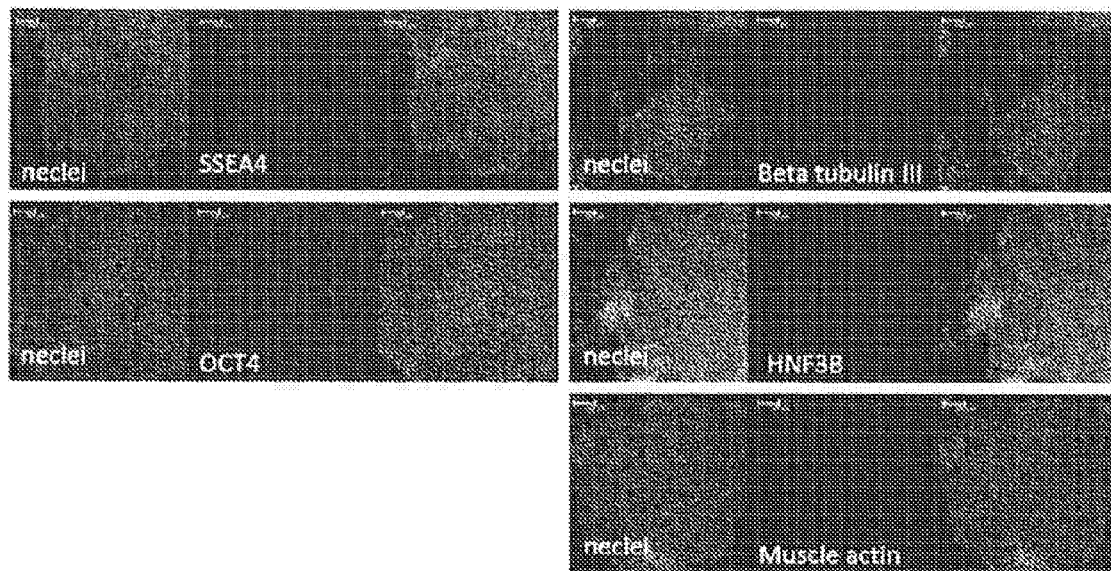 neclei SSEA4
neclei Beta tubulin III
neclei OCT4
neclei HNF3B
neclei Muscle actin